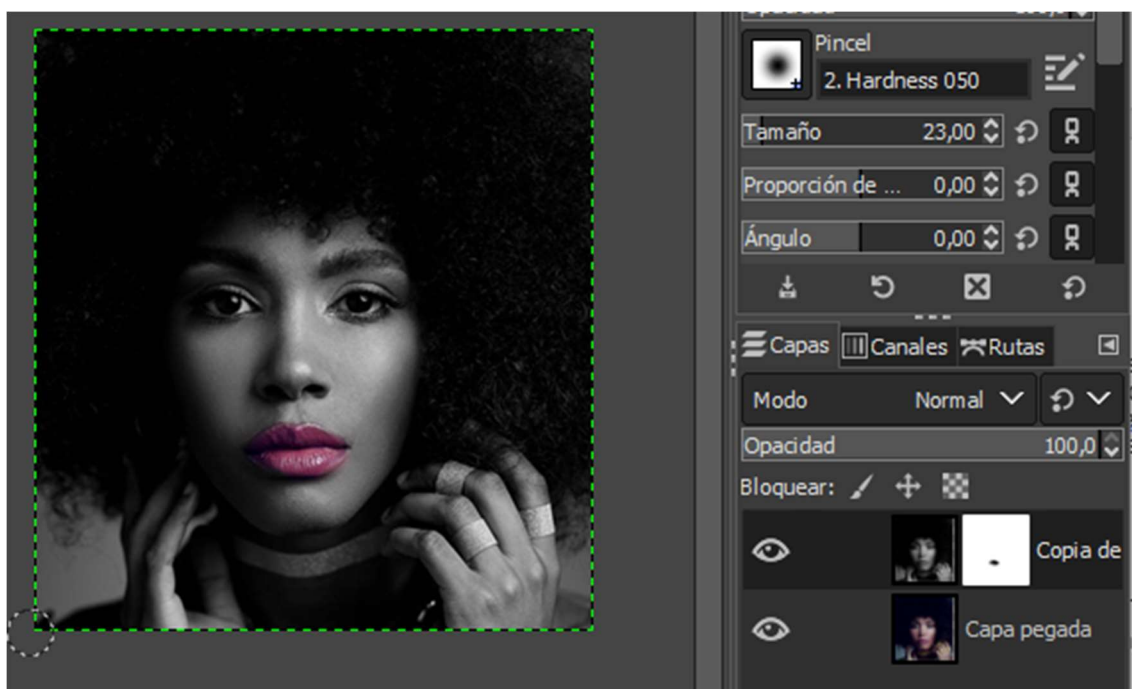 Pincel
2. Hardness 050
Tamaño 23,00
Proporción de ... 0,00
Ángulo 0,00
Capas Canales Rutas
Modo Normal
Opacidad 100,0
Bloquear:
Copia de
Capa pegada